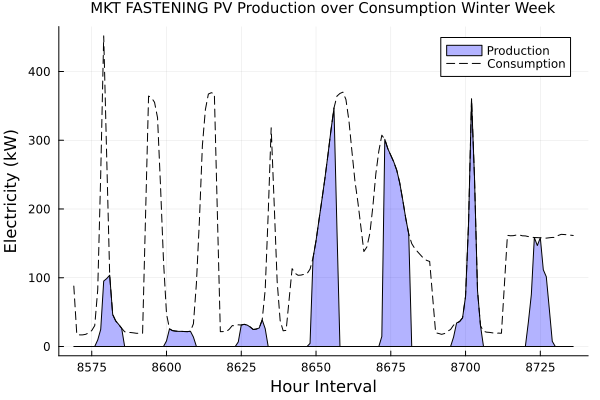 MKT FASTENING PV Production over Consumption Winter Week
Production
Consumption
Electricity (kW)
400
300
200
100
0
8575
8600
8625
8650
8675
8700
8725
Hour Interval